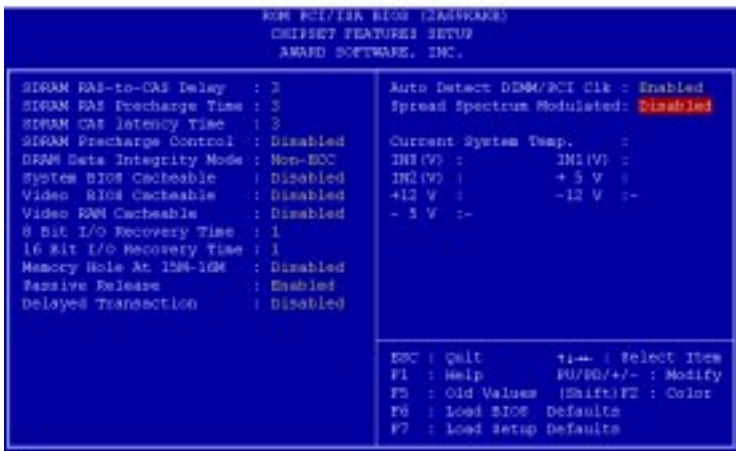 ROM PCI/ISA BIOS (2A69KAKB)
CHIPSET FEATURES SETUP
AWARD SOFTWARE, INC.
SDRAM RAS-to-CAS Delay : 3
SDRAM RAS Precharge Time : 3
SDRAM CAS latency Time : 3
SDRAM Precharge Control : Disabled
DRAM Data Integrity Mode : Non-ECC
System BIOS Cacheable : Disabled
Video BIOS Cacheable : Disabled
Video RAM Cacheable : Disabled
8 Bit I/O Recovery Time : 1
16 Bit I/O Recovery Time : 1
Memory Hole At 15M-16M : Disabled
Passive Release : Enabled
Delayed Transaction : Disabled
Auto Detect DIMM/PCI Clk : Enabled
Spread Spectrum Modulated: Disabled
Current System Temp. :
IN0(V) : IN1(V) :
IN2(V) : + 5 V :
+12 V : -12 V :-
- 5 V :-
ESC : Quit ↑↓→← : Select Item
F1 : Help PU/PD/+/- : Modify
F5 : Old Values (Shift)F2 : Color
F6 : Load BIOS Defaults
F7 : Load Setup Defaults